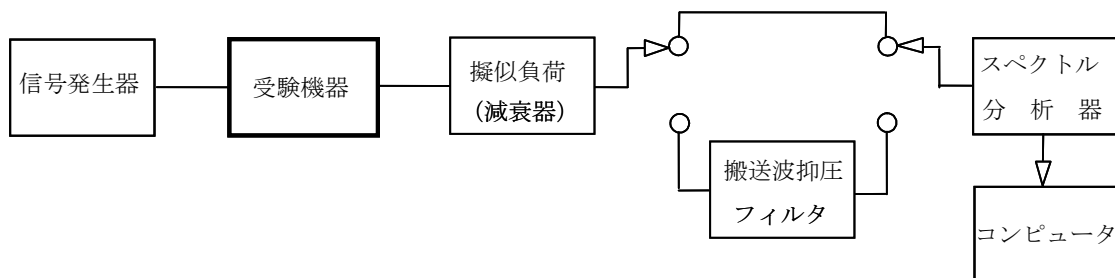 信号発生器
受験機器
擬似負荷
(減衰器)
搬送波抑圧
フィルタ
スペクトル
分 析 器
コンピュータ